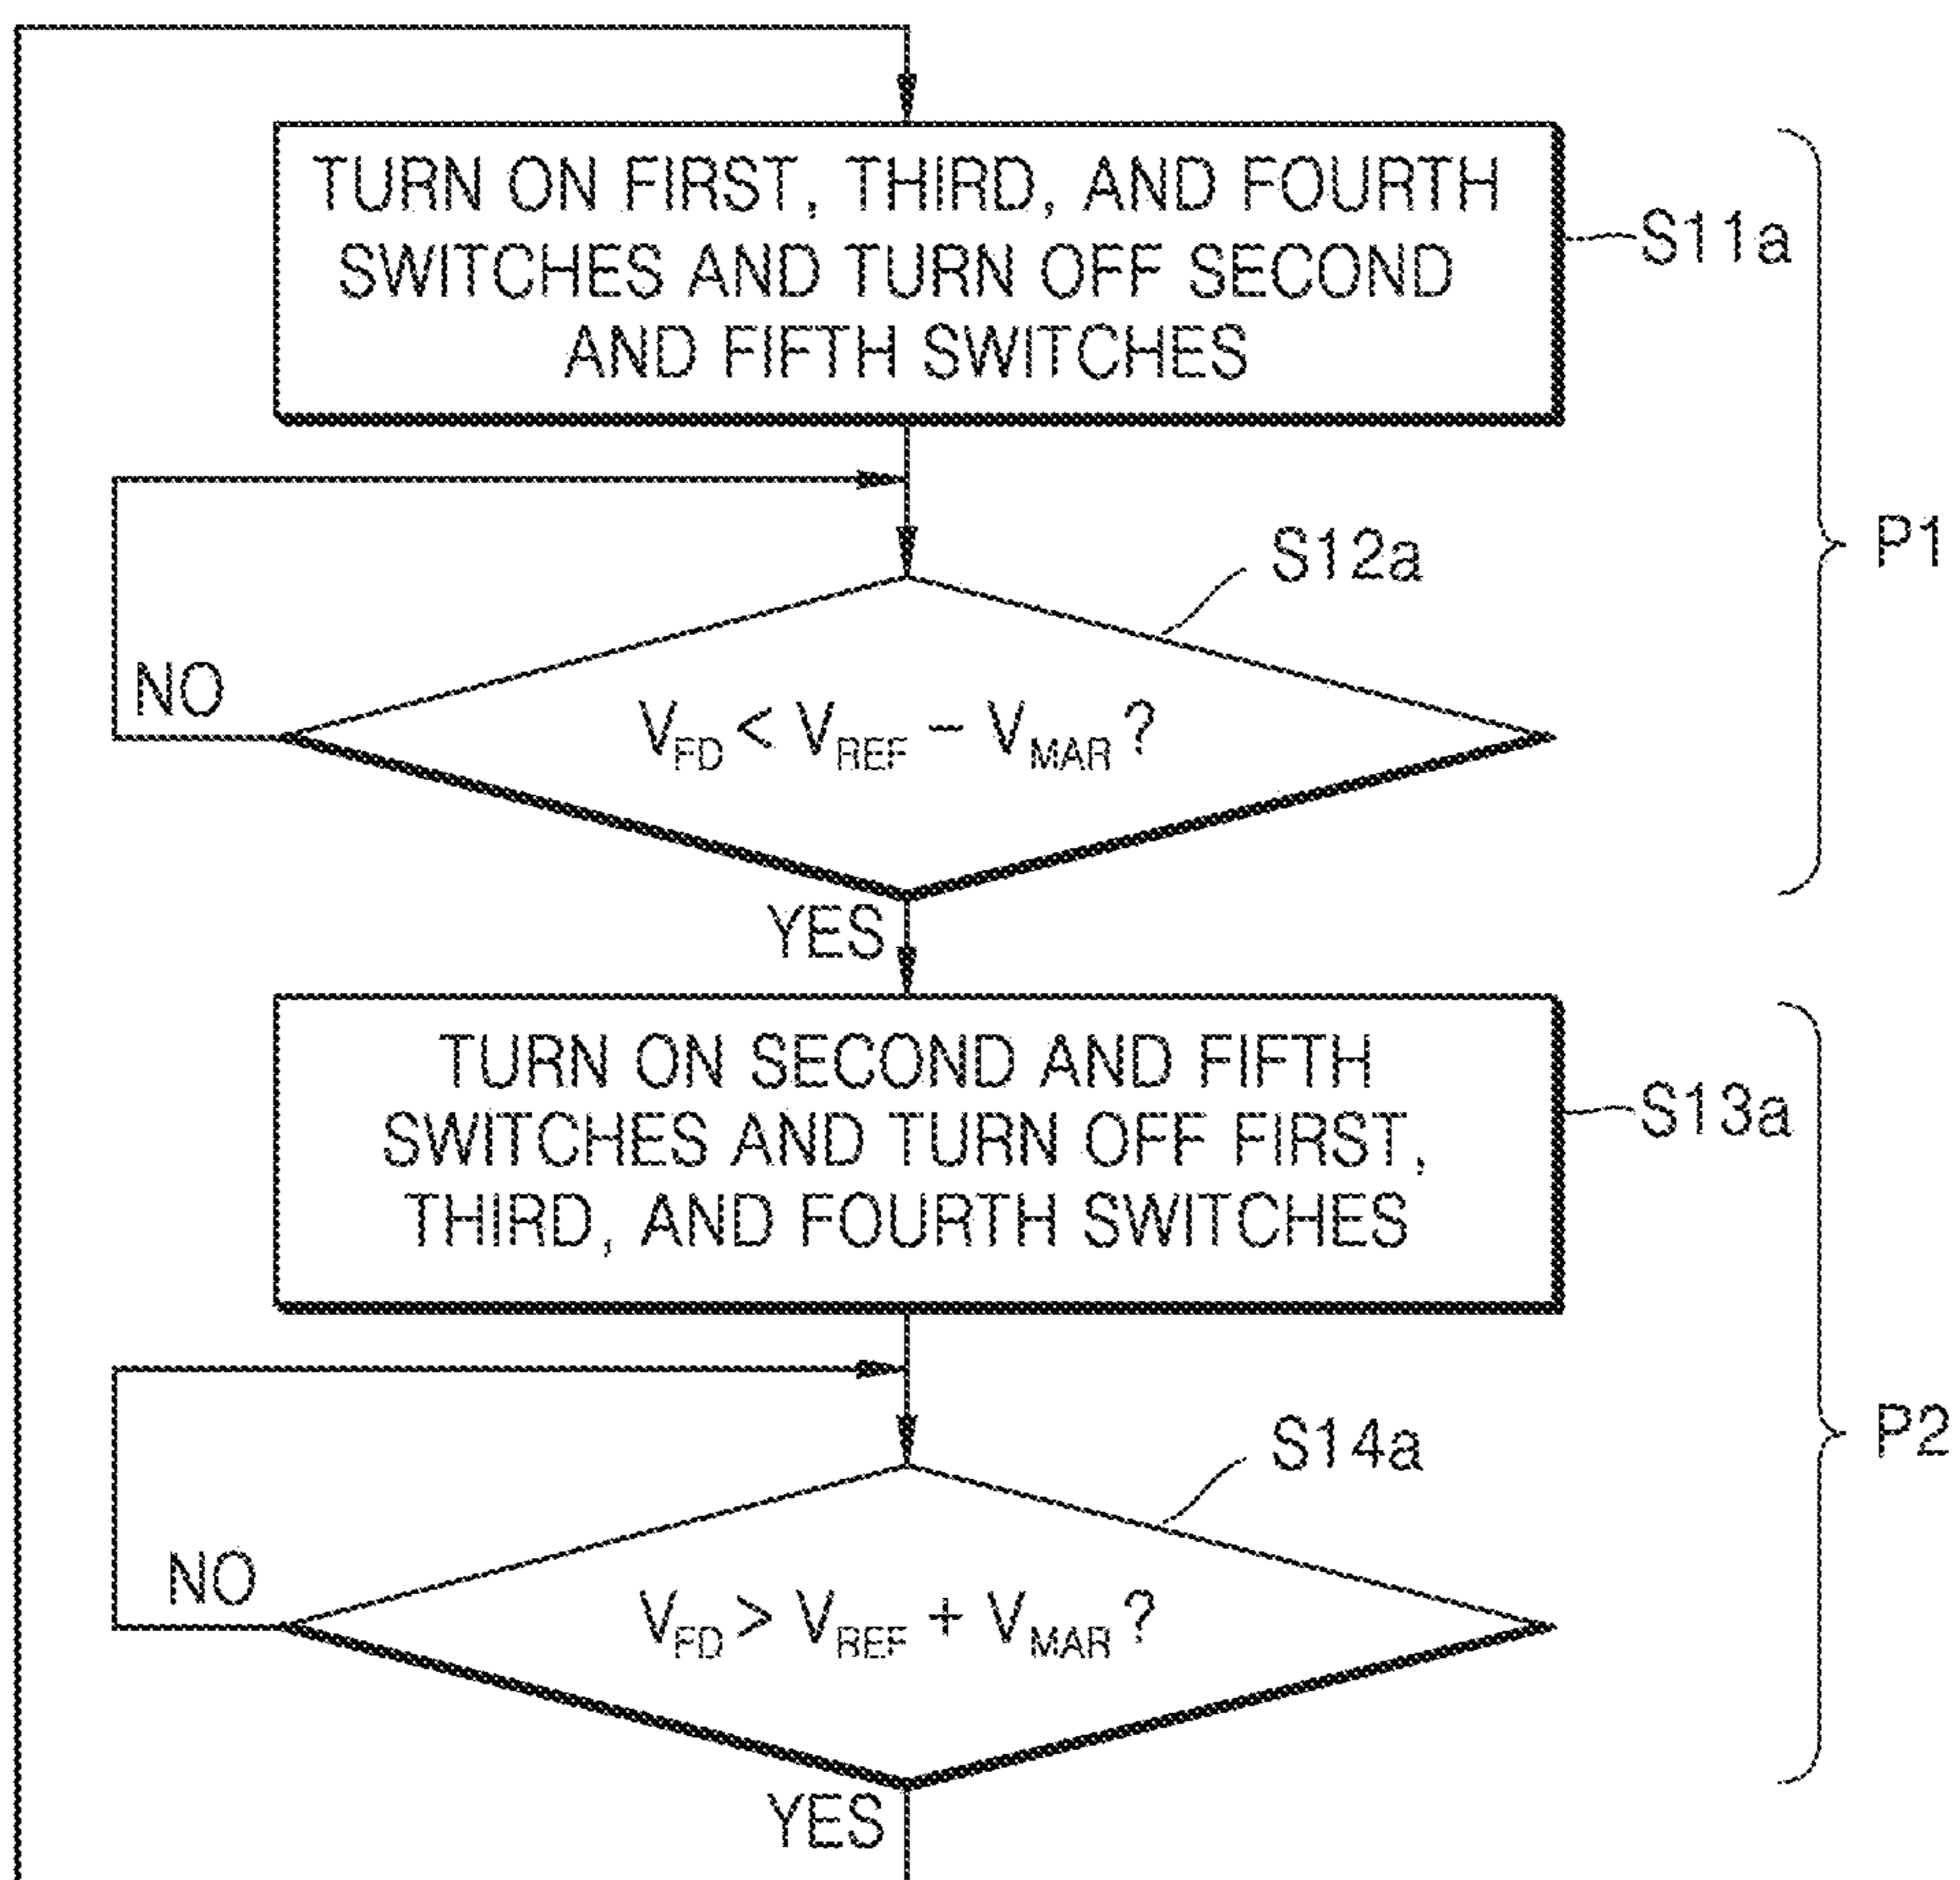 TURN ON FIRST, THIRD, AND FOURTH
SWITCHES AND TURN OFF SECOND
AND FIFTH SWITCHES
S11a
P1
S12a
NO
V_FD < V_REF - V_MAR ?
YES
TURN ON SECOND AND FIFTH
SWITCHES AND TURN OFF FIRST,
THIRD, AND FOURTH SWITCHES
S13a
P2
S14a
NO
V_FD > V_REF + V_MAR ?
YES